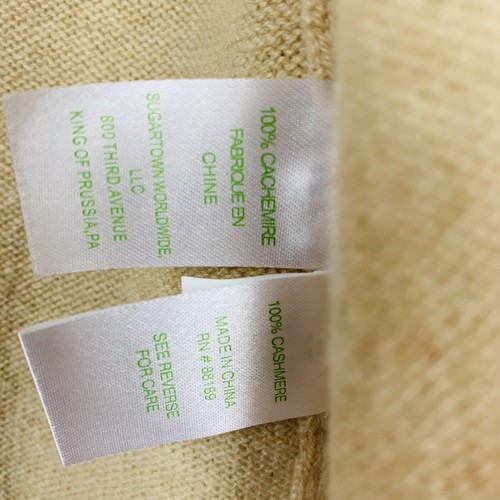 100% CACHEMIRE
FABRIQUE EN
CHINE
SUGARTOWN WORLDWIDE,
LLC
800 THIRD AVENUE
KING OF PRUSSIA,PA
100% CASHMERE
MADE IN CHINA
RN # 88189
SEE REVERSE
FOR CARE